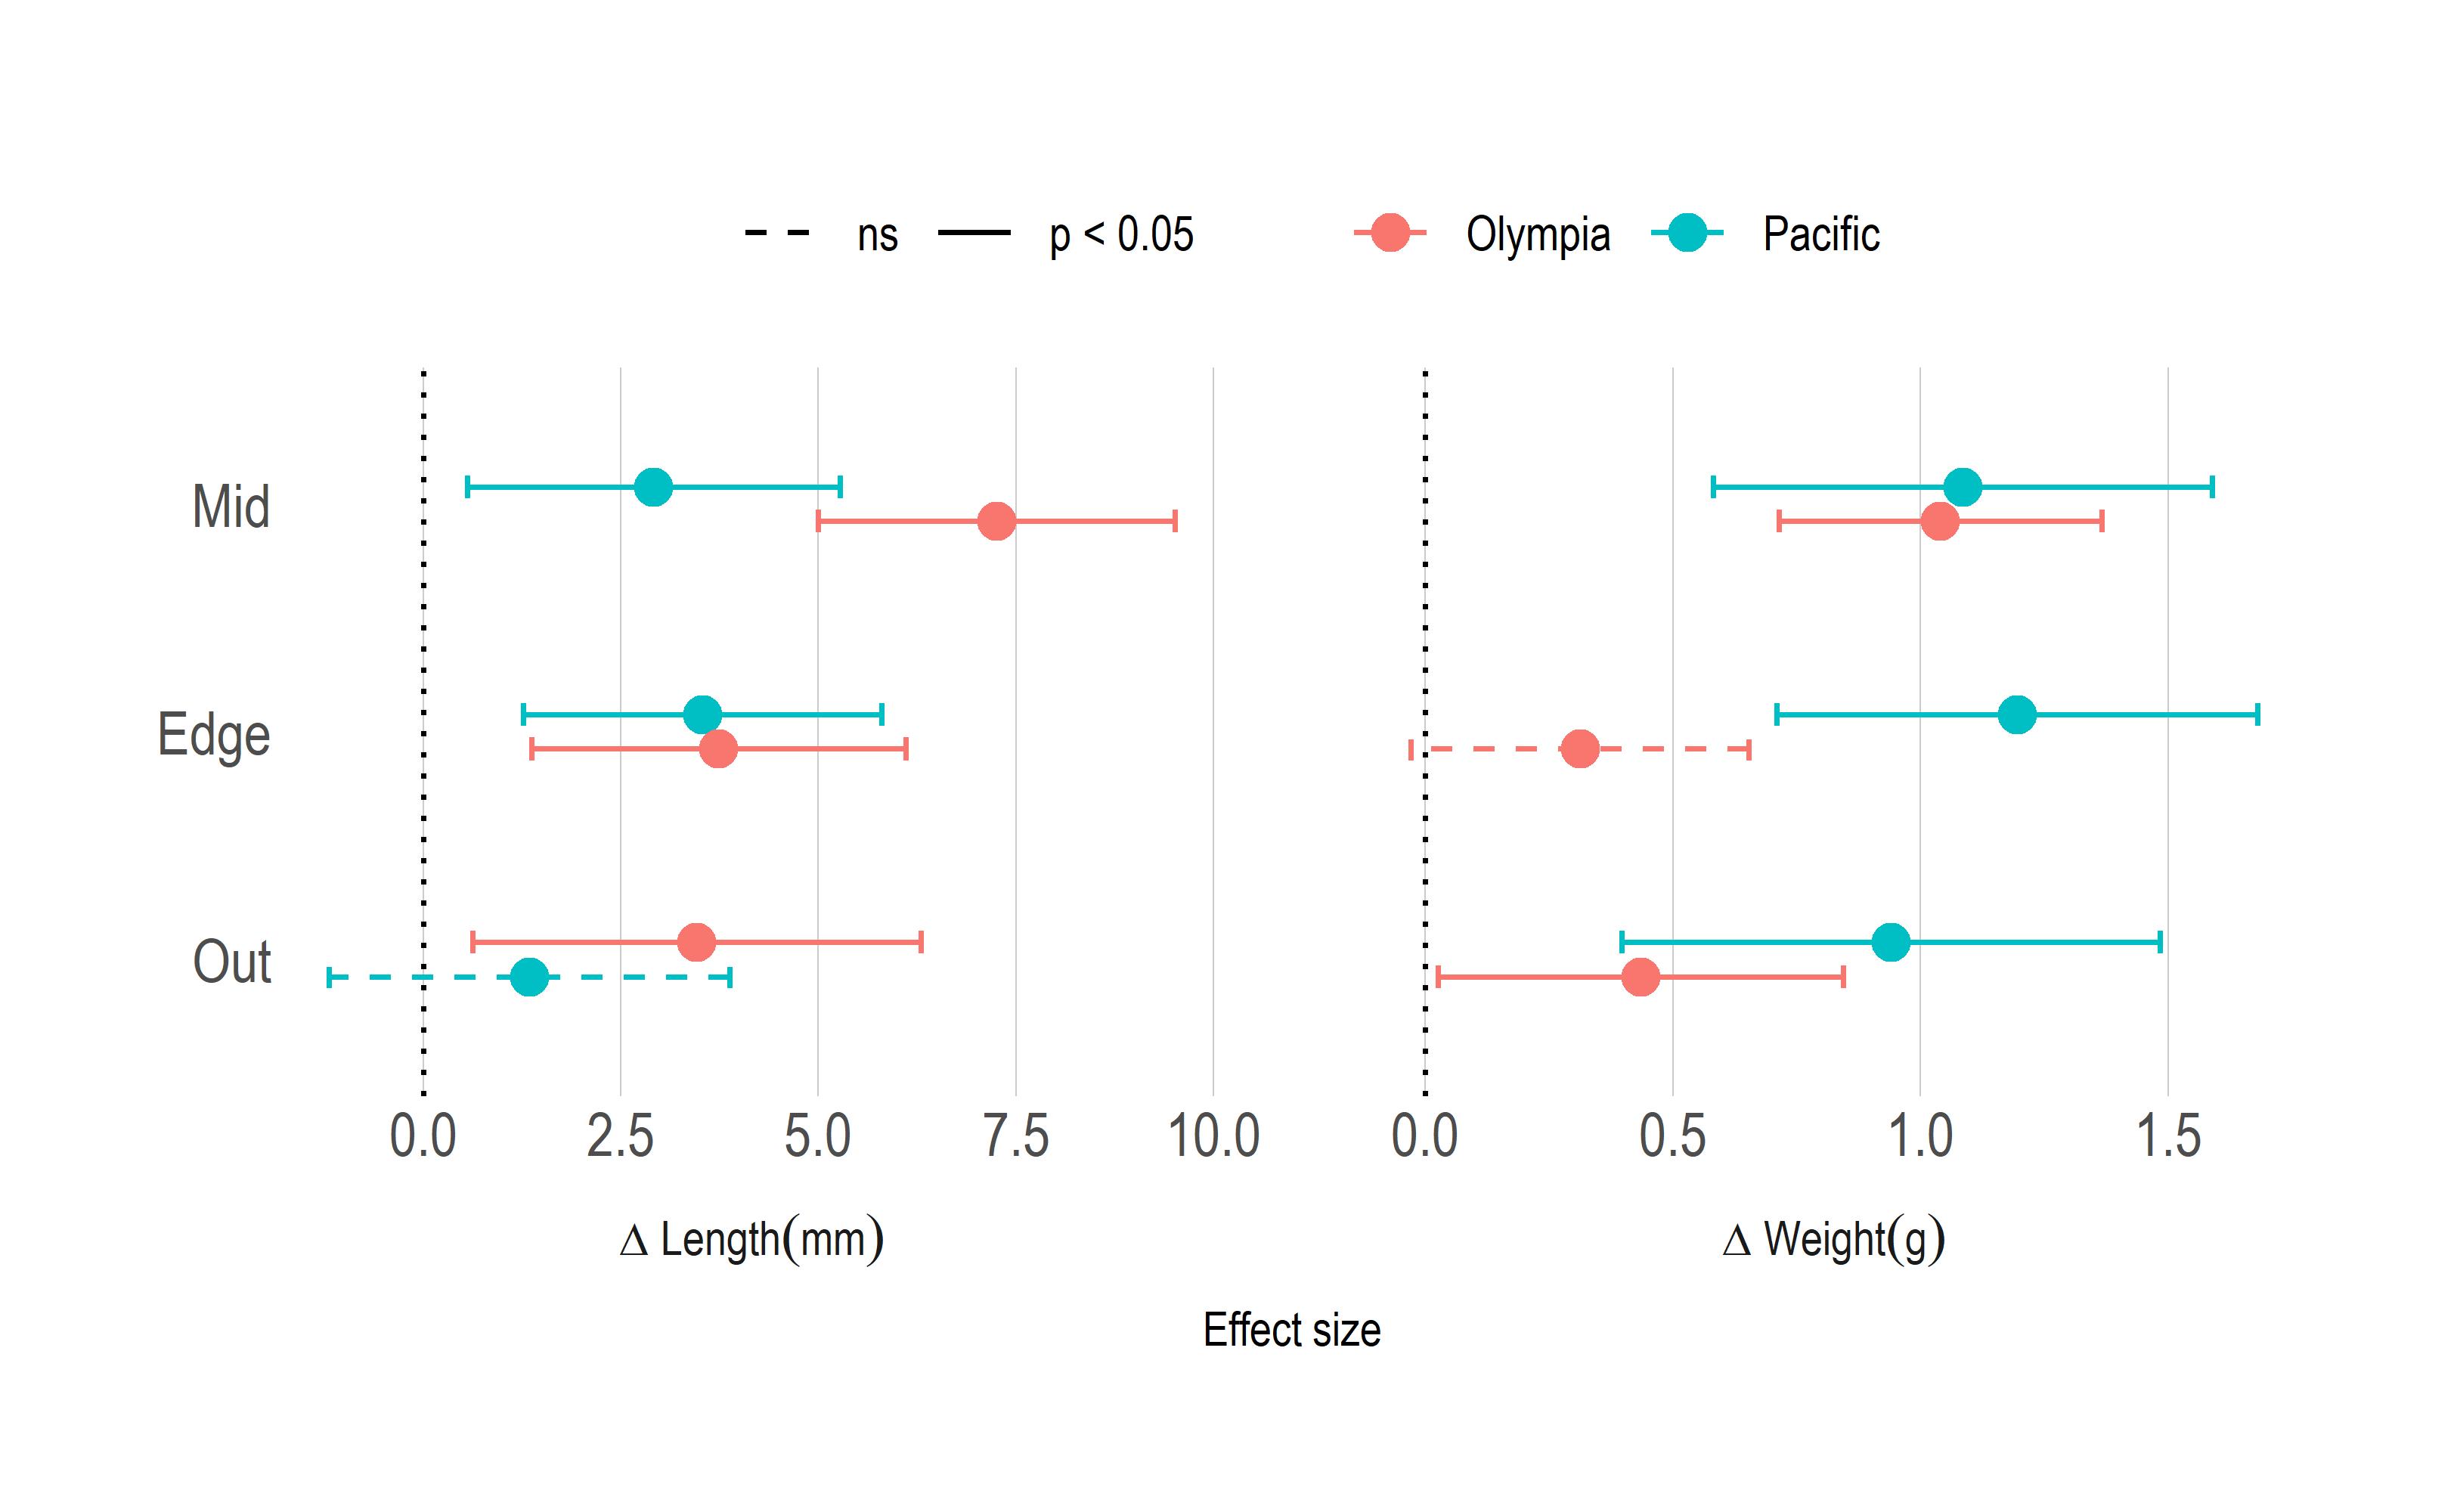 ns p < 0.05 Olympia Pacific
Mid
Edge
Out
0.0 2.5 5.0 7.5 10.0 0.0 0.5 1.0 1.5
Δ Length(mm) Δ Weight(g)
Effect size